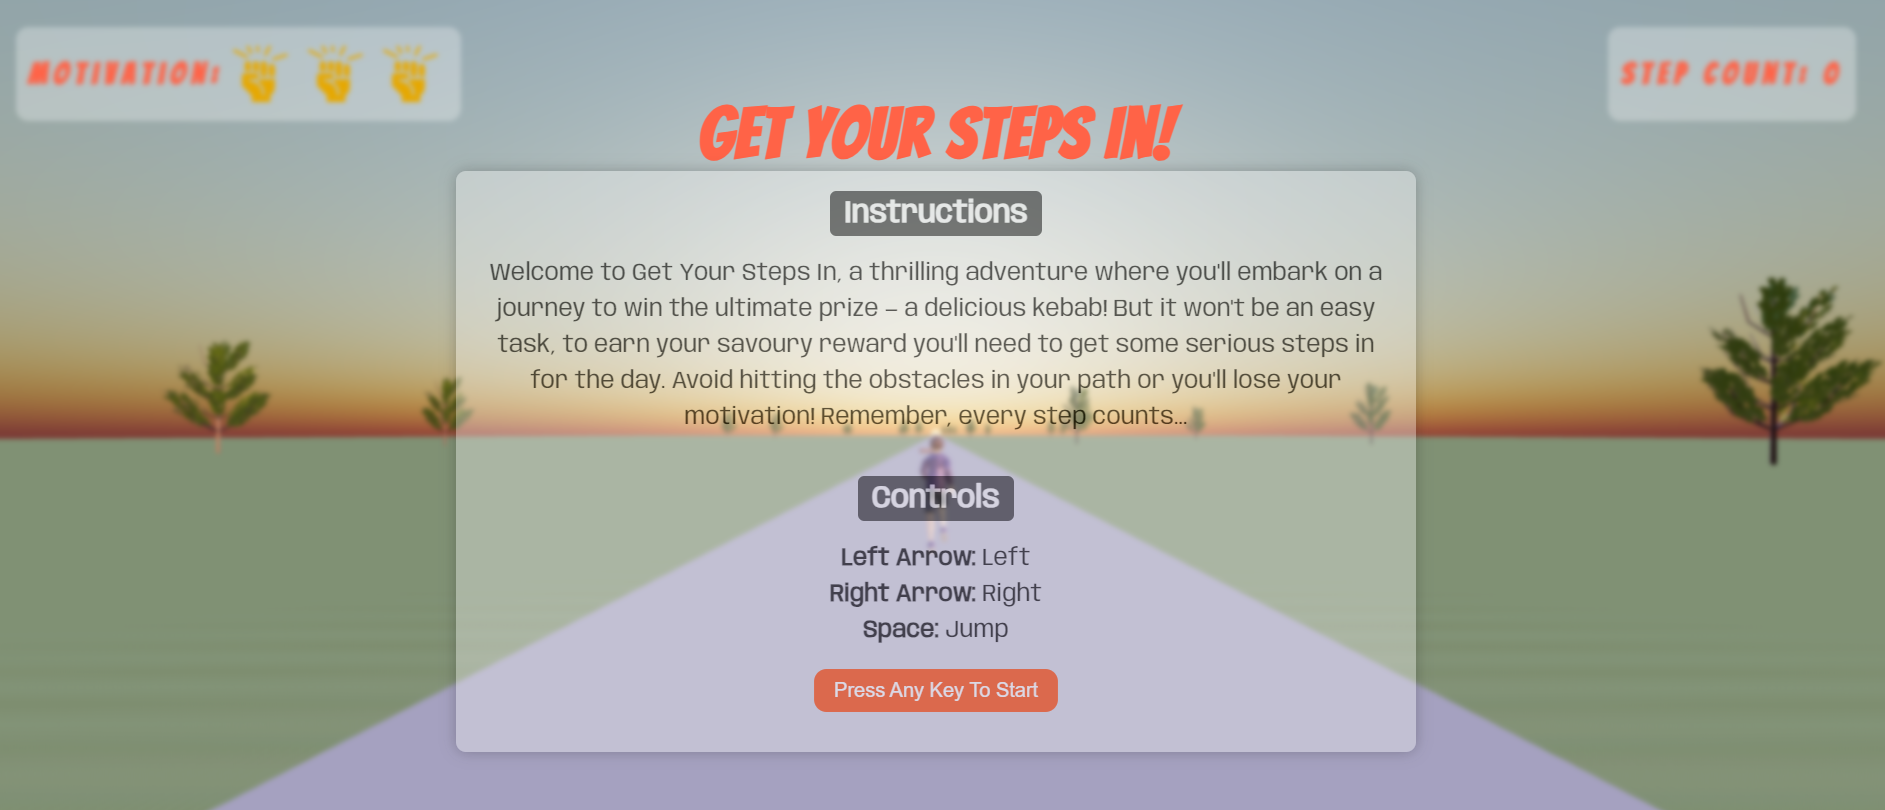 MOTIVATION:
STEP COUNT: 0
GET YOUR STEPS IN!
Instructions
Welcome to Get Your Steps In, a thrilling adventure where you'll embark on a
journey to win the ultimate prize – a delicious kebab! But it won't be an easy
task, to earn your savoury reward you'll need to get some serious steps in
for the day. Avoid hitting the obstacles in your path or you'll lose your
motivation! Remember, every step counts...
Controls
Left Arrow: Left
Right Arrow: Right
Space: Jump
Press Any Key To Start